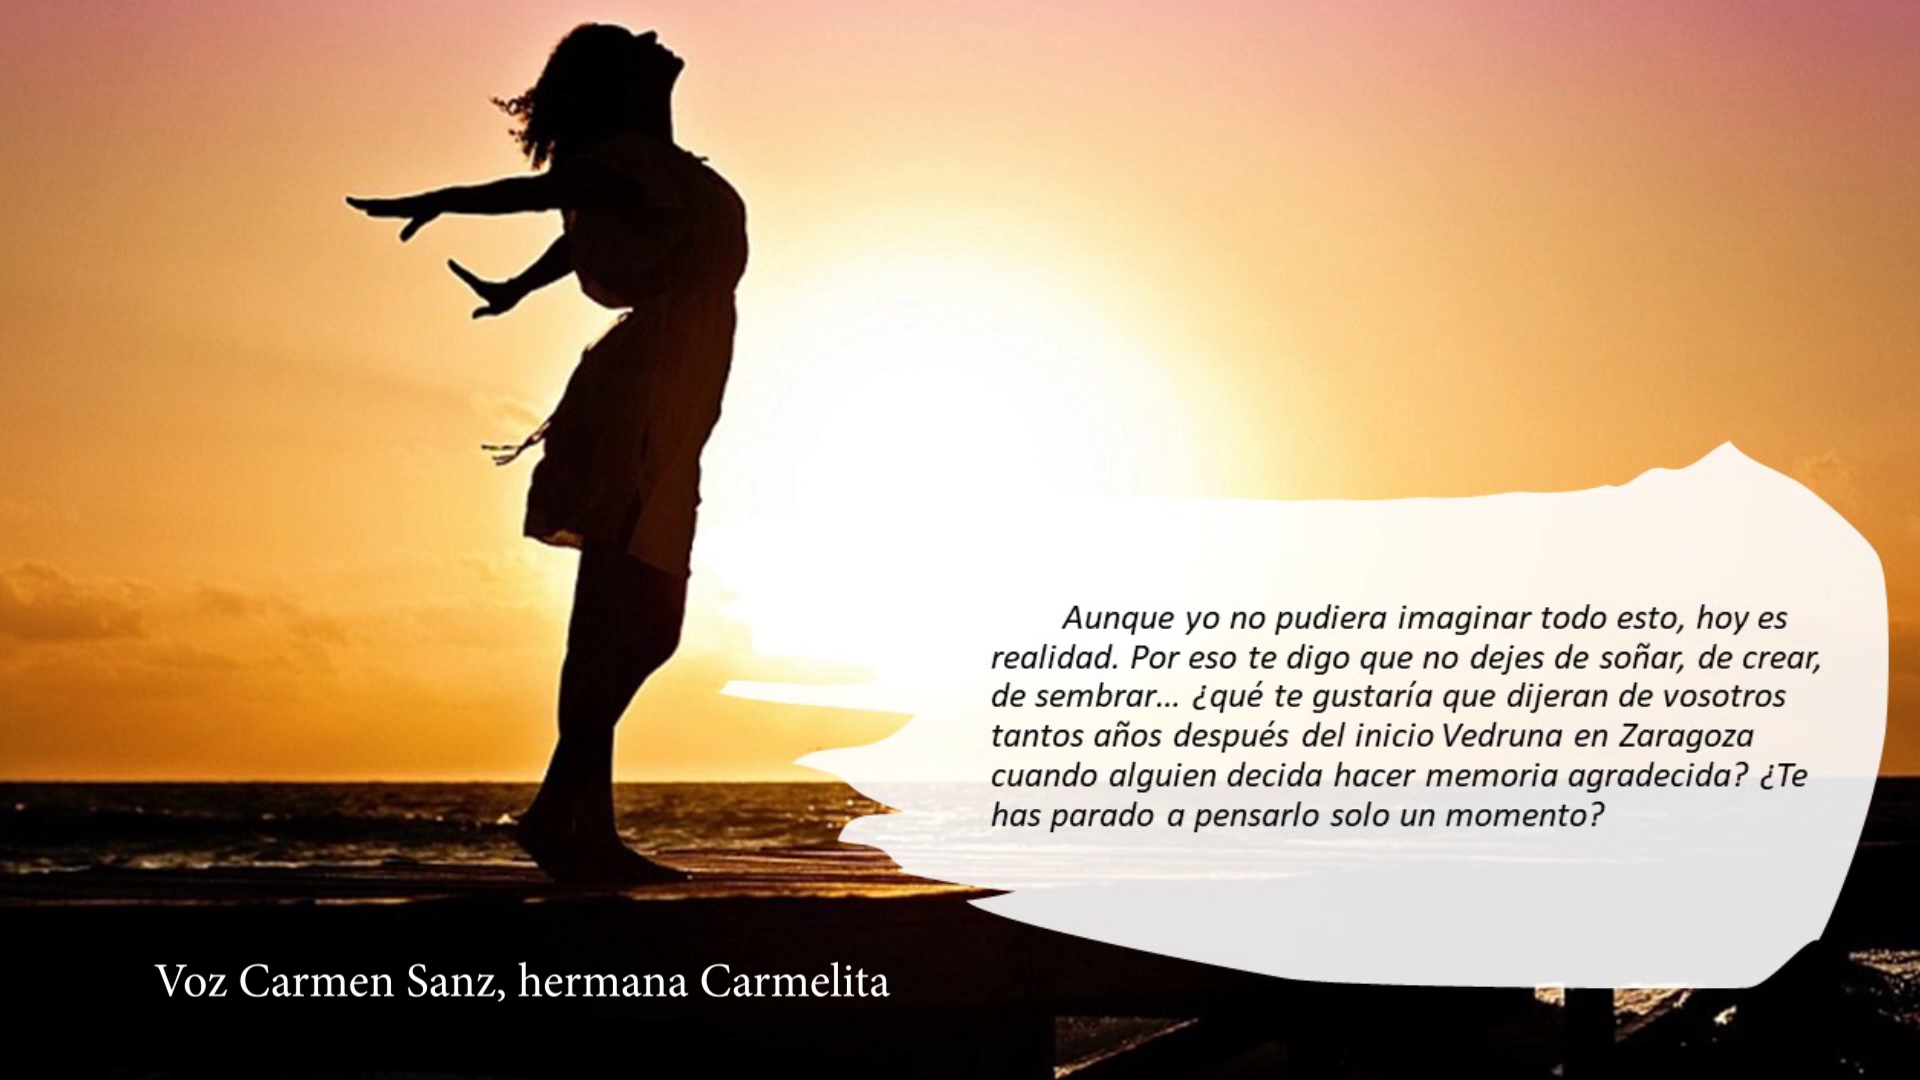 Aunque yo no pudiera imaginar todo esto, hoy es
realidad. Por eso te digo que no dejes de soñar, de crear,
de sembrar... ¿qué te gustaría que dijeran de vosotros
tantos años después del inicio Vedruna en Zaragoza
cuando alguien decida hacer memoria agradecida? ¿Te
has parado a pensarlo solo un momento?
Voz Carmen Sanz, hermana Carmelita